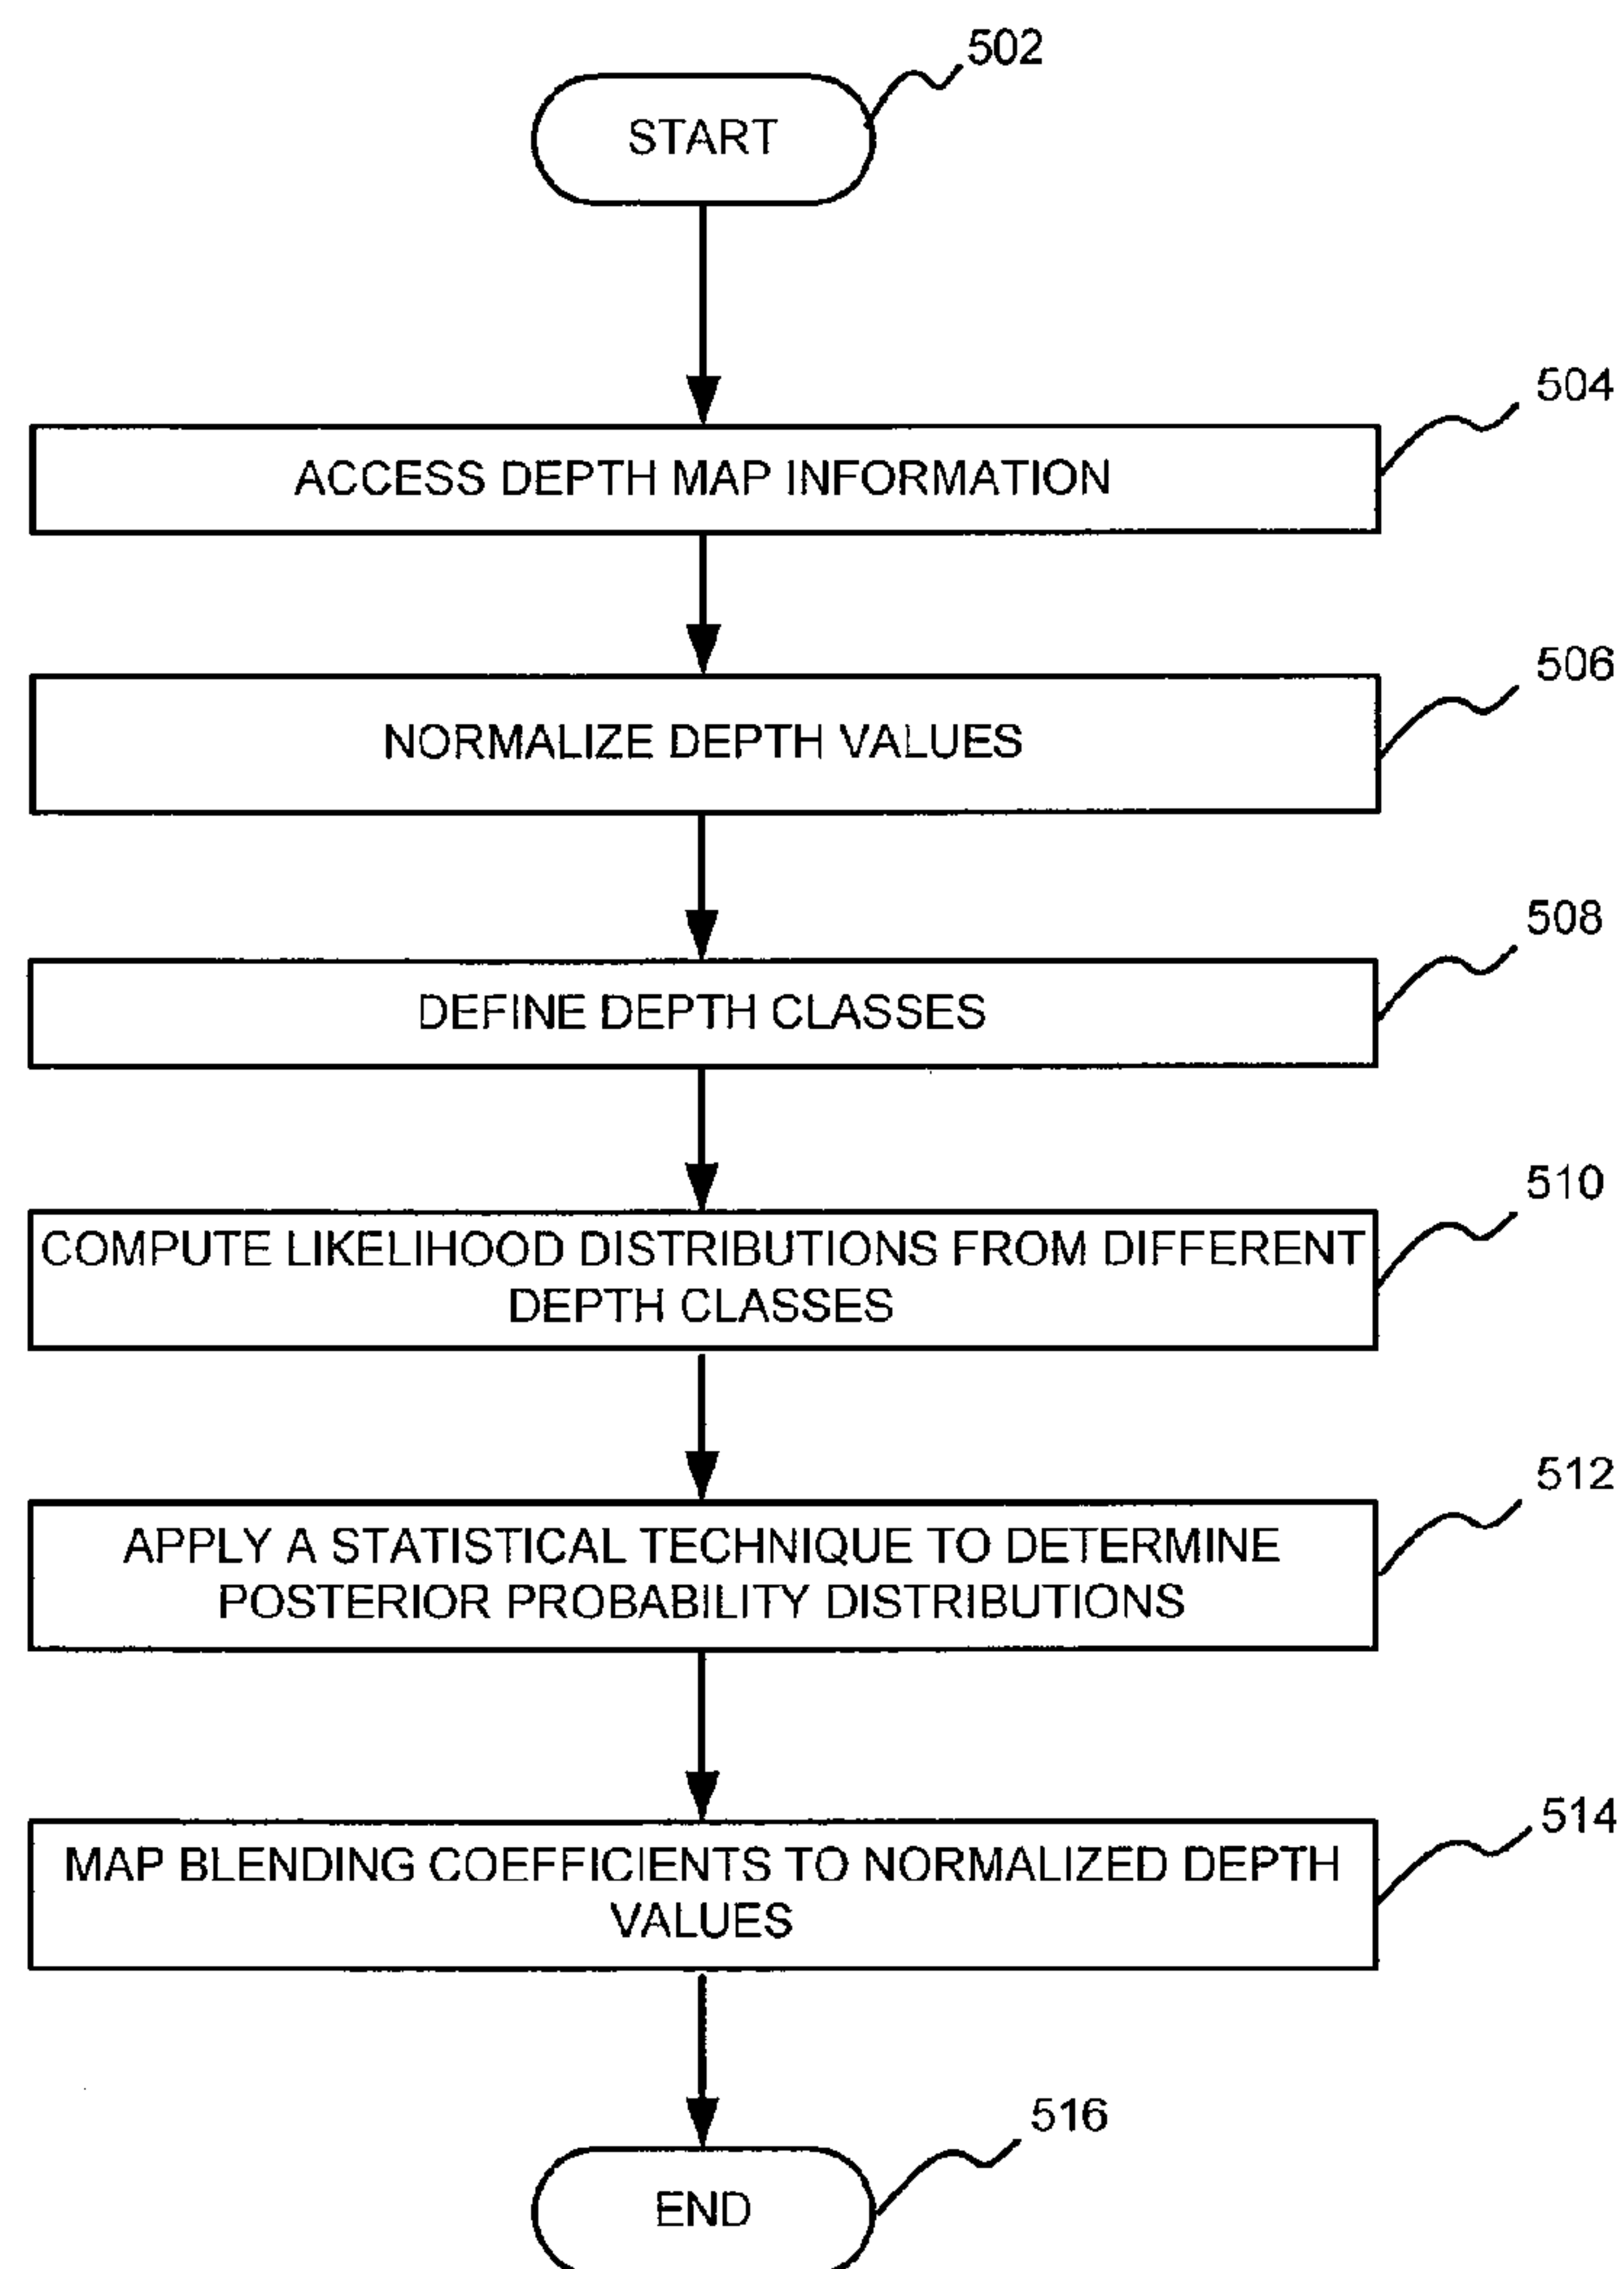 502
START
504
ACCESS DEPTH MAP INFORMATION
506
NORMALIZE DEPTH VALUES
508
DEFINE DEPTH CLASSES
510
COMPUTE LIKELIHOOD DISTRIBUTIONS FROM DIFFERENT
DEPTH CLASSES
512
APPLY A STATISTICAL TECHNIQUE TO DETERMINE
POSTERIOR PROBABILITY DISTRIBUTIONS
514
MAP BLENDING COEFFICIENTS TO NORMALIZED DEPTH
VALUES
516
END